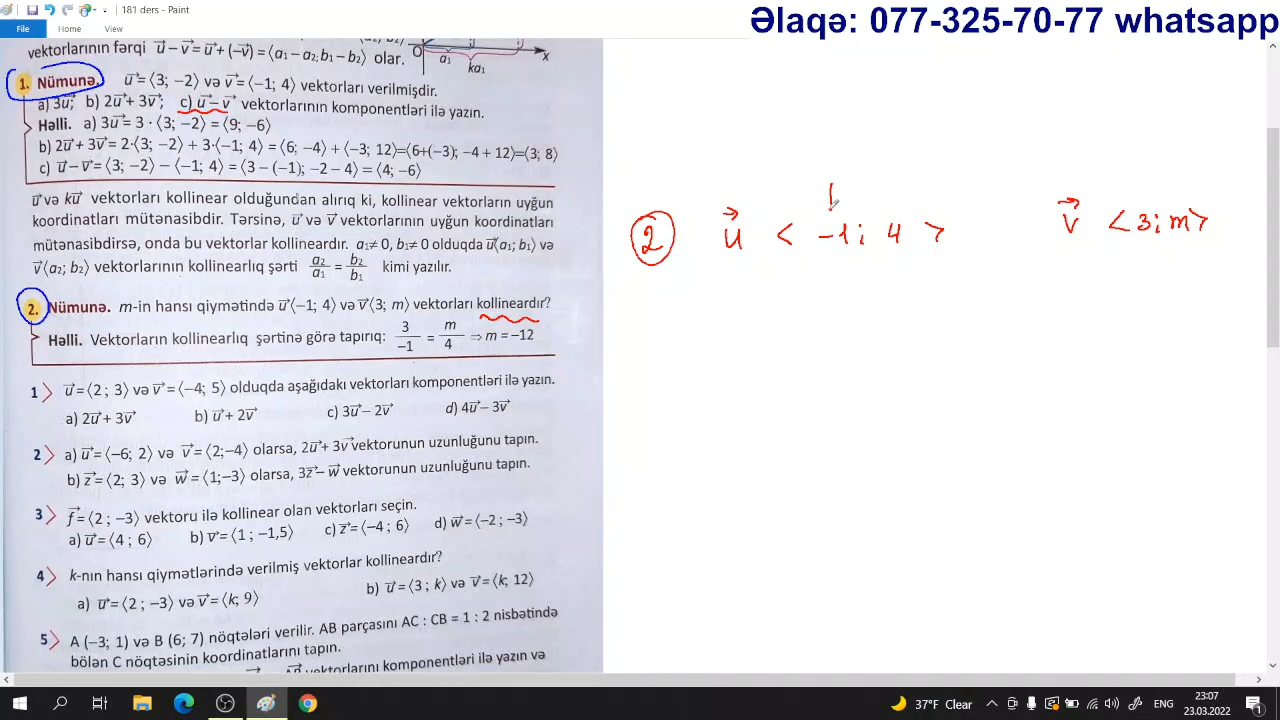 Əlaqə: 077-325-70-77 whatsapp
181 ders - Paint
File Home View
vektorlarının fərqi u⃗ − v⃗ = u⃗ + (−v⃗) = ⟨a₁ − a₂; b₁ − b₂⟩ olar.
O a₁ ka₁ x
1. Nümunə. u⃗ = ⟨3; −2⟩ və v⃗ = ⟨−1; 4⟩ vektorları verilmişdir.
a) 3u⃗; b) 2u⃗ + 3v⃗; c) u⃗ − v⃗ vektorlarının komponentləri ilə yazın.
Həlli. a) 3u⃗ = 3 · ⟨3; −2⟩ = ⟨9; −6⟩
b) 2u⃗ + 3v⃗ = 2·⟨3; −2⟩ + 3·⟨−1; 4⟩ = ⟨6; −4⟩ + ⟨−3; 12⟩=⟨6+(−3); −4 + 12⟩=⟨3; 8⟩
c) u⃗ − v⃗ = ⟨3; −2⟩ − ⟨−1; 4⟩ = ⟨3 − (−1); −2 − 4⟩ = ⟨4; −6⟩
u⃗ və ku⃗ vektorları kollinear olduğundan alırıq ki, kollinear vektorların uyğun
koordinatları mütənasibdir. Tərsinə, u⃗ və v⃗ vektorlarının uyğun koordinatları
mütənasibdirsə, onda bu vektorlar kollineardır. a₁≠ 0, b₁≠ 0 olduqda u⃗⟨a₁; b₁⟩ və
v⃗⟨a₂; b₂⟩ vektorlarının kollinearlıq şərti a₂/a₁ = b₂/b₁ kimi yazılır.
2. Nümunə. m-in hansı qiymətində u⃗⟨−1; 4⟩ və v⃗⟨3; m⟩ vektorları kollineardır?
Həlli. Vektorların kollinearlıq şərtinə görə tapırıq: 3/−1 = m/4 ⇒ m = −12
1 u⃗ = ⟨2 ; 3⟩ və v⃗ = ⟨−4; 5⟩ olduqda aşağıdakı vektorları komponentləri ilə yazın.
a) 2u⃗ + 3v⃗ b) u⃗ + 2v⃗ c) 3u⃗ − 2v⃗ d) 4u⃗ − 3v⃗
2 a) u⃗ = ⟨−6; 2⟩ və v⃗ = ⟨2;−4⟩ olarsa, 2u⃗ + 3v⃗ vektorunun uzunluğunu tapın.
b) z⃗ = ⟨2; 3⟩ və w⃗ = ⟨1;−3⟩ olarsa, 3z⃗ − w⃗ vektorunun uzunluğunu tapın.
3 f⃗ = ⟨2 ; −3⟩ vektoru ilə kollinear olan vektorları seçin.
a) u⃗ = ⟨4 ; 6⟩ b) v⃗ = ⟨1 ; −1,5⟩ c) z⃗ = ⟨−4 ; 6⟩ d) w⃗ = ⟨−2 ; −3⟩
4 k-nın hansı qiymətlərində verilmiş vektorlar kollineardır?
a) u⃗ = ⟨2 ; −3⟩ və v⃗ = ⟨k; 9⟩ b) u⃗ = ⟨3 ; k⟩ və v⃗ = ⟨k; 12⟩
5 A (−3; 1) və B (6; 7) nöqtələri verilir. AB parçasını AC : CB = 1 : 2 nisbətində
bölən C nöqtəsinin koordinatlarını tapın.
vektorlarını komponentləri ilə yazın və
2 u⃗ < −1; 4 > v⃗ < 3; m >
37°F Clear ENG 23:07
23.03.2022